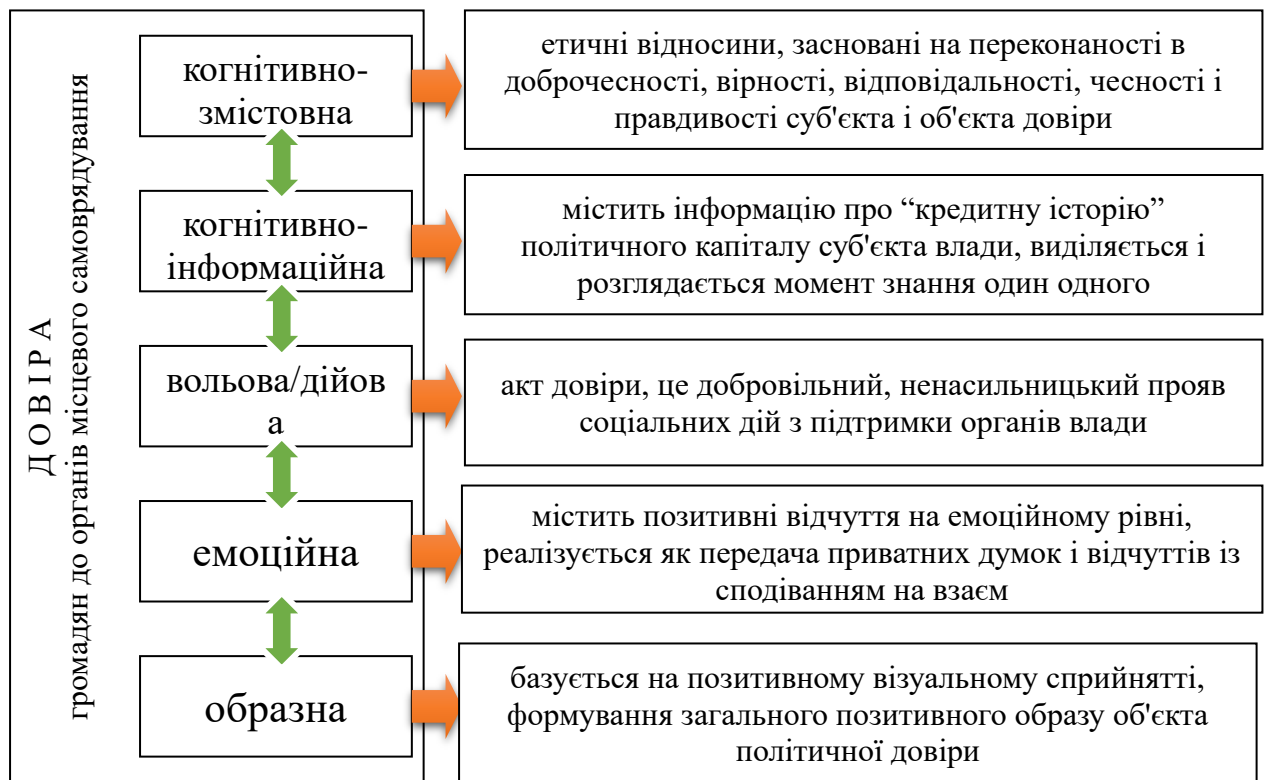 Д О В І Р А
громадян до органів місцевого самоврядування
когнітивно-
змістовна
етичні відносини, засновані на переконаності в
доброчесності, вірності, відповідальності, чесності і
правдивості суб'єкта і об'єкта довіри
когнітивно-
інформаційна
містить інформацію про “кредитну історію”
політичного капіталу суб'єкта влади, виділяється і
розглядається момент знання один одного
вольова/дійов
а
акт довіри, це добровільний, ненасильницький прояв
соціальних дій з підтримки органів влади
емоційна
містить позитивні відчуття на емоційному рівні,
реалізується як передача приватних думок і відчуттів із
сподіванням на взаєм
образна
базується на позитивному візуальному сприйнятті,
формування загального позитивного образу об'єкта
політичної довіри